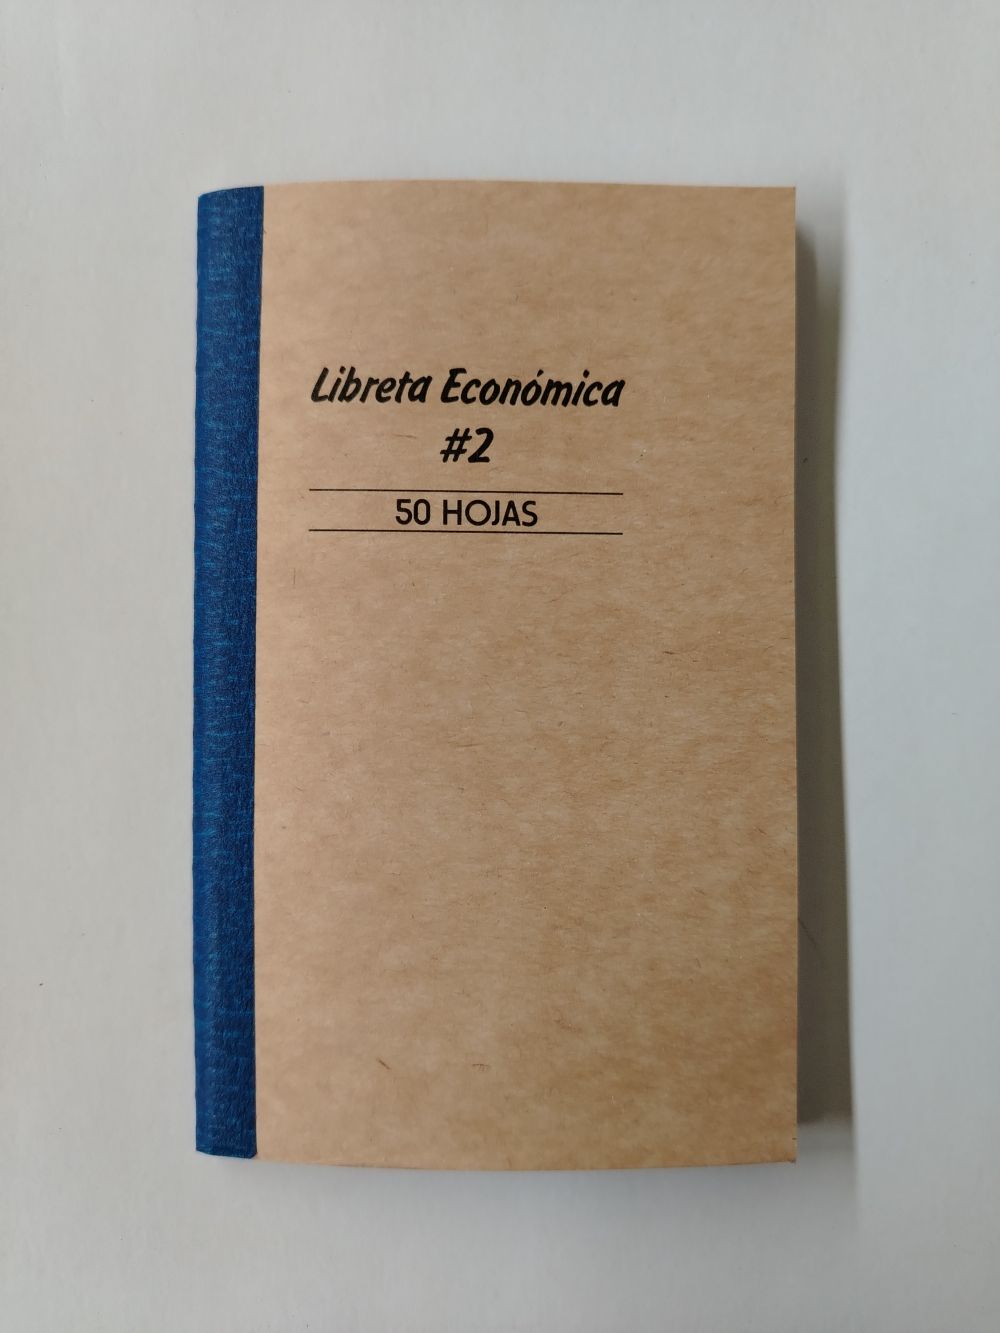 Libreta Económica
#2
50 HOJAS